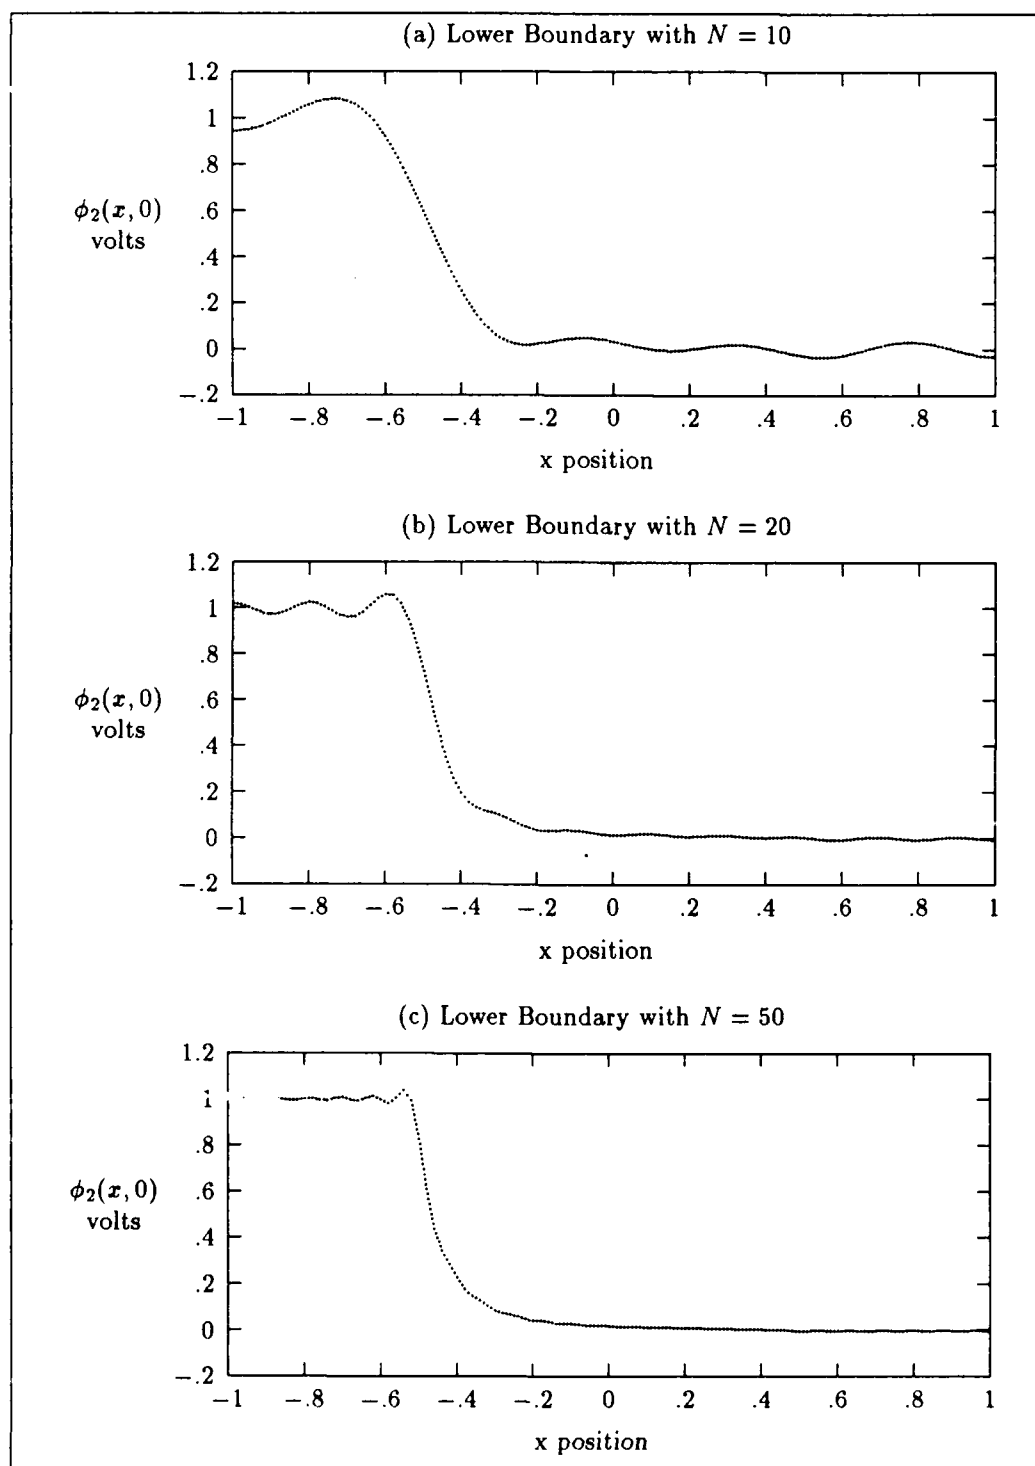 (a) Lower Boundary with N = 10
1.2
1
.8
.6
.4
.2
0
−.2
ϕ₂(x, 0)
volts
−1 −.8 −.6 −.4 −.2 0 .2 .4 .6 .8 1
x position
(b) Lower Boundary with N = 20
1.2
1
.8
.6
.4
.2
0
−.2
ϕ₂(x, 0)
volts
−1 −.8 −.6 −.4 −.2 0 .2 .4 .6 .8 1
x position
(c) Lower Boundary with N = 50
1.2
1
.8
.6
.4
.2
0
−.2
ϕ₂(x, 0)
volts
−1 −.8 −.6 −.4 −.2 0 .2 .4 .6 .8 1
x position